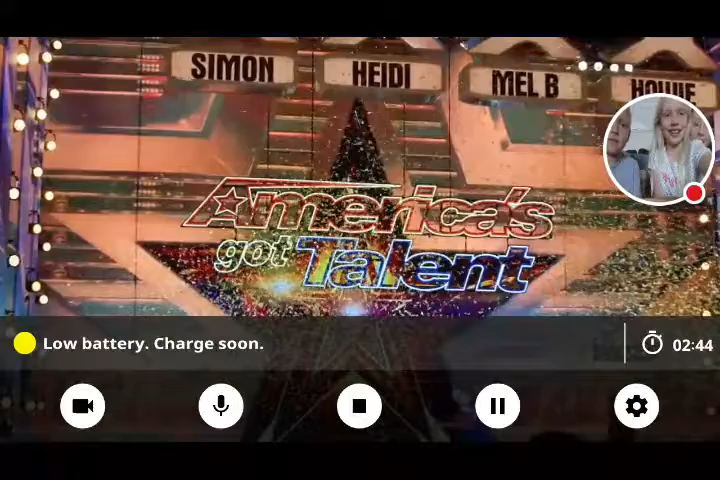 SIMON HEIDI MEL B HOWIE
America's
got Talent
Low battery. Charge soon. 02:44